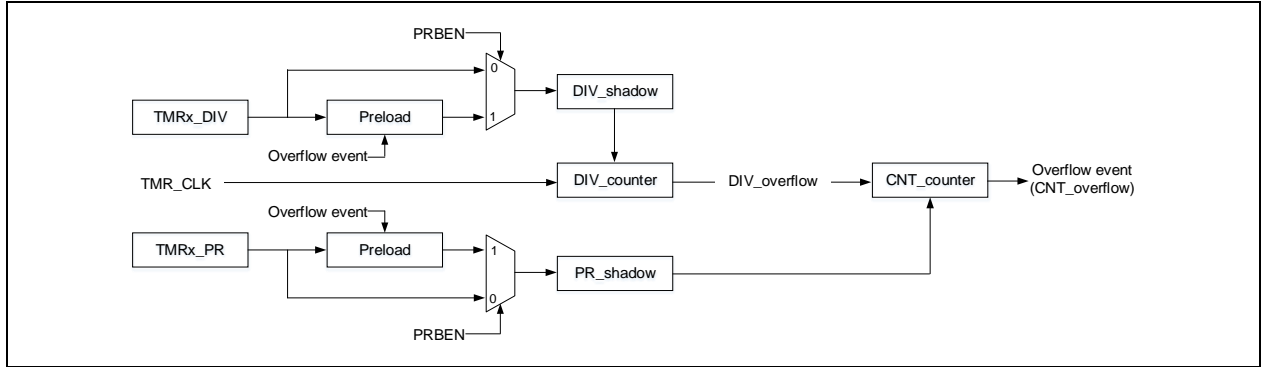 PRBEN
0
DIV_shadow
TMRx_DIV
Preload
1
Overflow event
TMR_CLK
DIV_counter
DIV_overflow
CNT_counter
Overflow event
(CNT_overflow)
Overflow event
TMRx_PR
Preload
1
PR_shadow
0
PRBEN